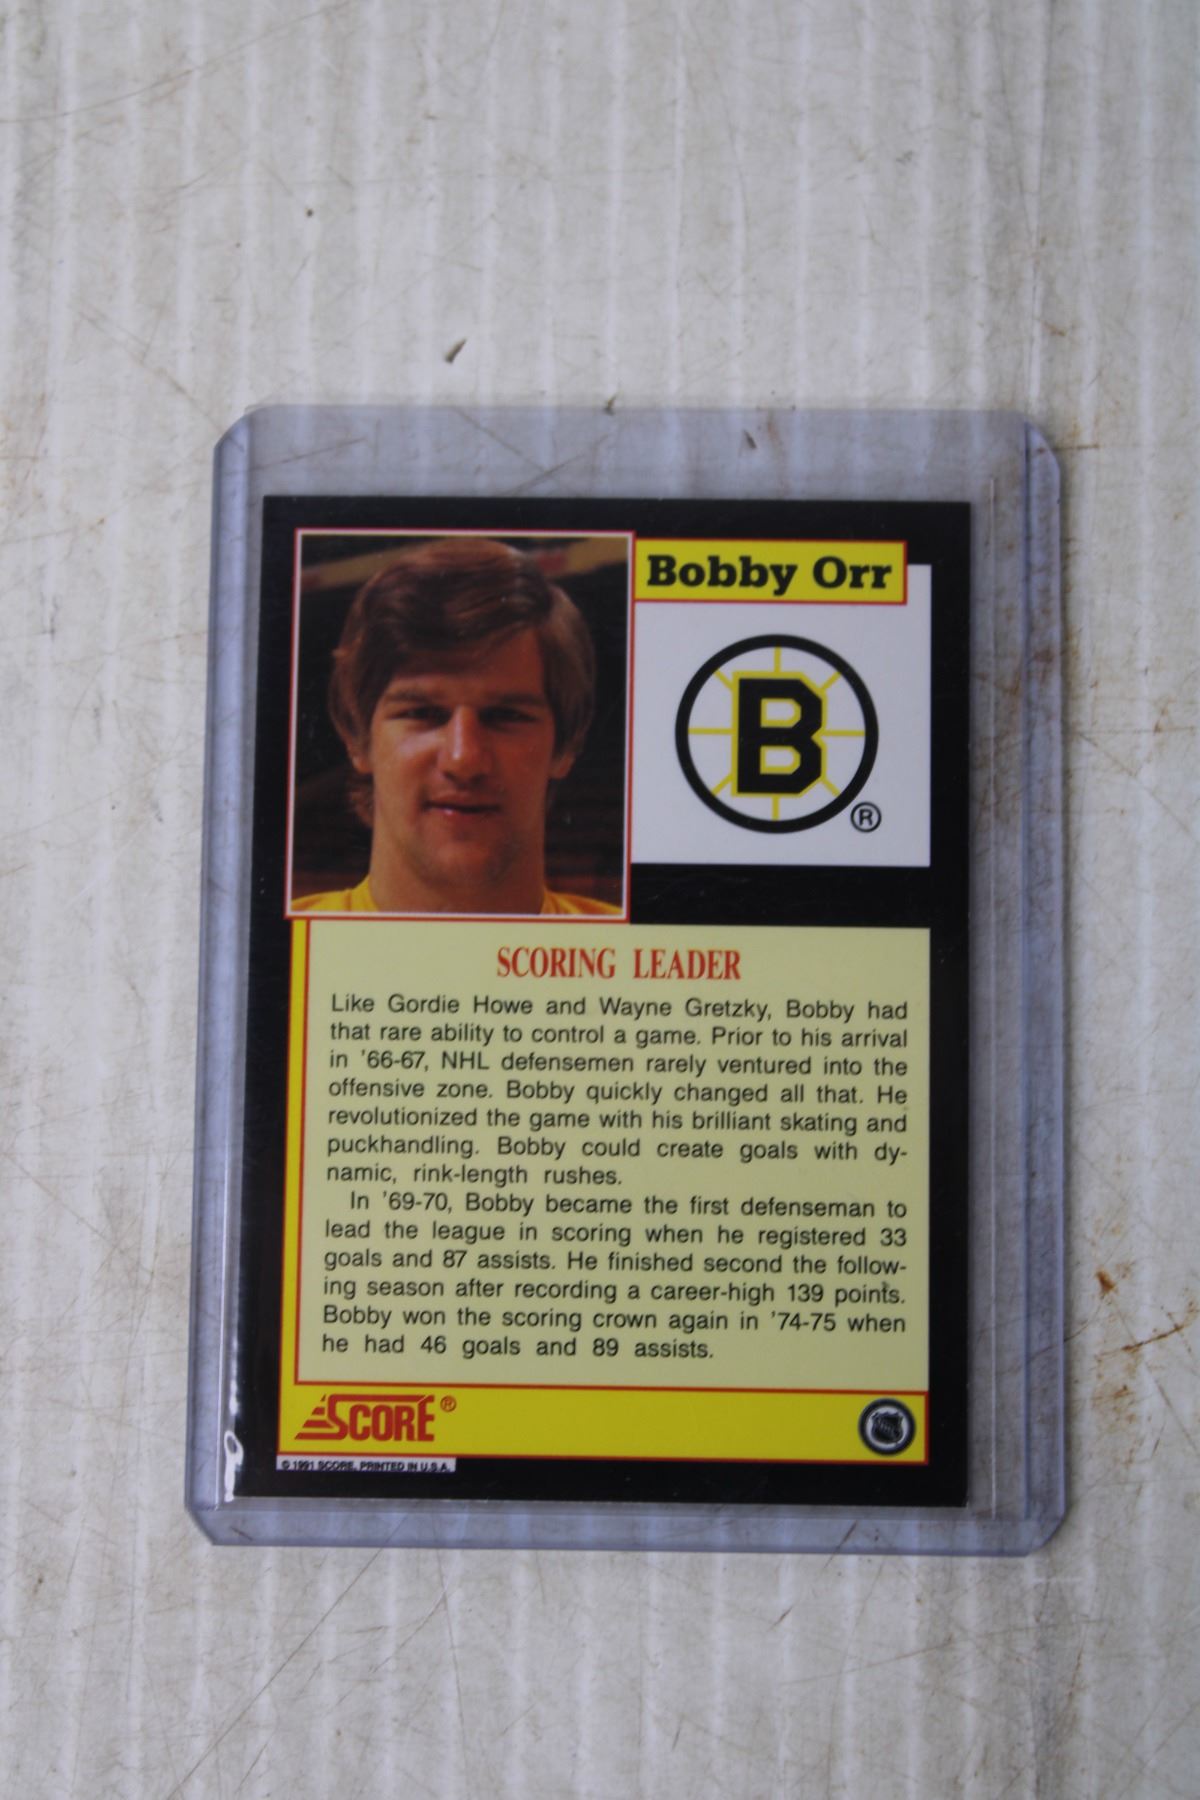 Bobby Orr
B
®
SCORING LEADER
Like Gordie Howe and Wayne Gretzky, Bobby had
that rare ability to control a game. Prior to his arrival
in '66-67, NHL defensemen rarely ventured into the
offensive zone. Bobby quickly changed all that. He
revolutionized the game with his brilliant skating and
puckhandling. Bobby could create goals with dy-
namic, rink-length rushes.
In '69-70, Bobby became the first defenseman to
lead the league in scoring when he registered 33
goals and 87 assists. He finished second the follow-
ing season after recording a career-high 139 points.
Bobby won the scoring crown again in '74-75 when
he had 46 goals and 89 assists.
SCORE®
© 1991 SCORE, PRINTED IN U.S.A.